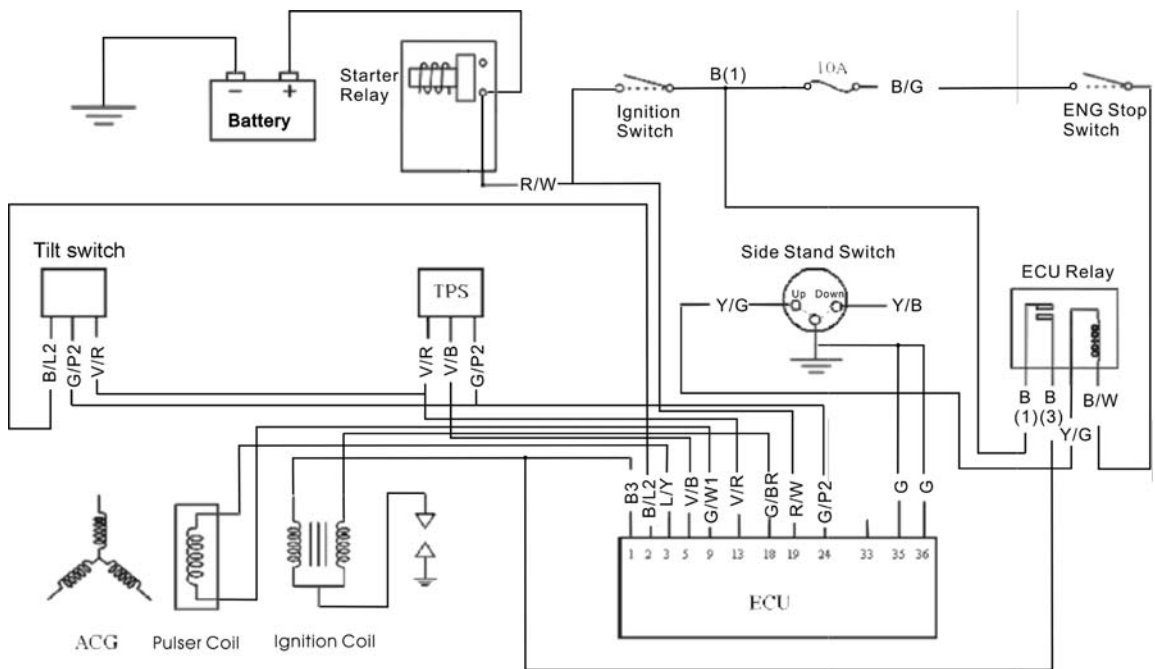 Starter
Relay
Battery
−
+
R/W
Ignition
Switch
B(1)
10A
B/G
ENG Stop
Switch
Tilt switch
B/L2
G/P2
V/R
TPS
V/R
V/B
G/P2
Side Stand Switch
Up
Down
Y/G
Y/B
ECU Relay
B
(1)
B
(3)
Y/G
B/W
B3
B/L2
L/Y
V/B
G/W1
V/R
G/BR
R/W
G/P2
G
G
1 2 3 5 9 13 18 19 24 33 35 36
ECU
ACG
Pulser Coil
Ignition Coil